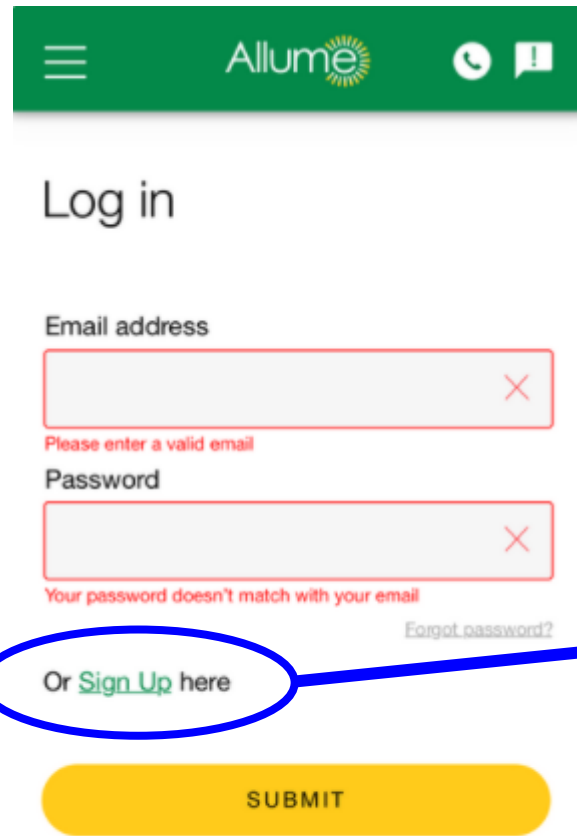 Allumé
Log in
Email address
Please enter a valid email
Password
Your password doesn't match with your email
Forgot password?
Or Sign Up here
SUBMIT